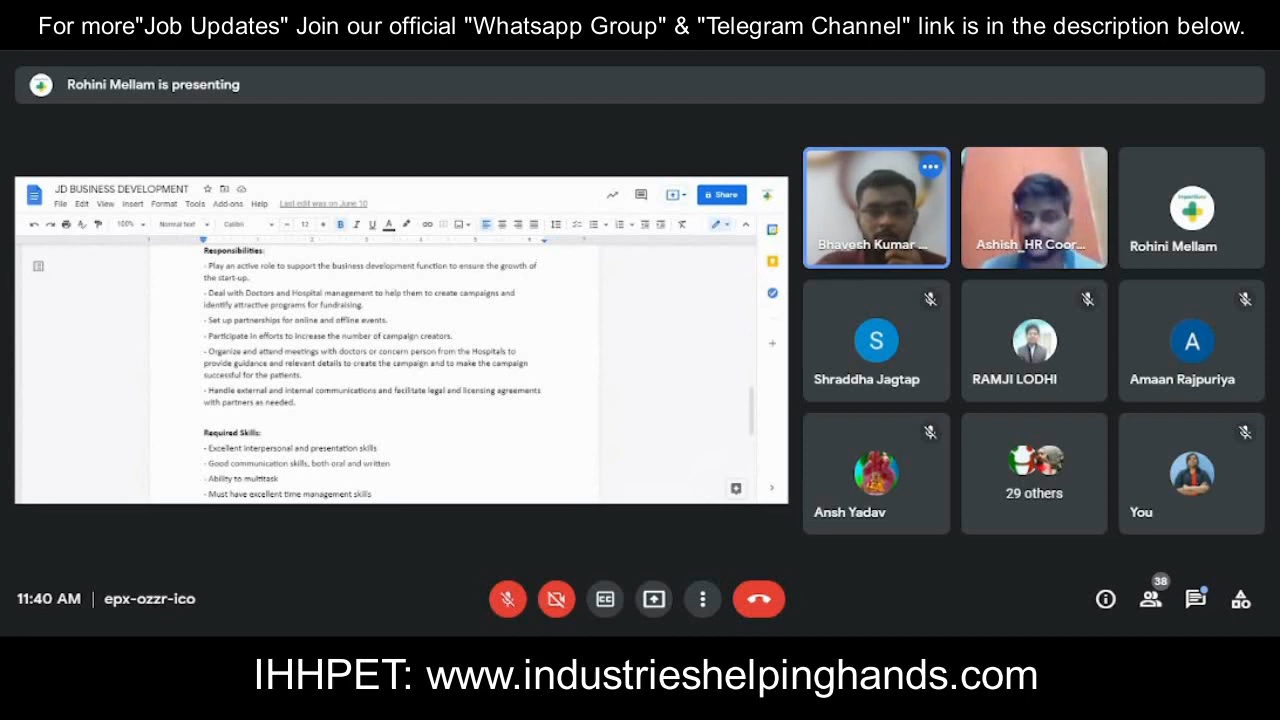 For more"Job Updates" Join our official "Whatsapp Group" & "Telegram Channel" link is in the description below.
Rohini Mellam is presenting
JD BUSINESS DEVELOPMENT
File Edit View Insert Format Tools Add-ons Help Last edit was on June 10
Share
100% Normal text Calibri 12
Responsibilities:
- Play an active role to support the business development function to ensure the growth of
the start-up.
- Deal with Doctors and Hospital management to help them to create campaigns and
identify attractive programs for fundraising.
- Set up partnerships for online and offline events.
- Participate in efforts to increase the number of campaign creators.
- Organize and attend meetings with doctors or concern person from the Hospitals to
provide guidance and relevant details to create the campaign and to make the campaign
successful for the patients.
- Handle external and internal communications and facilitate legal and licensing agreements
with partners as needed.
Required Skills:
- Excellent interpersonal and presentation skills
- Good communication skills, both oral and written
- Ability to multitask
- Must have excellent time management skills
Bhavesh Kumar ...
Ashish_HR Coor...
Rohini Mellam
S
Shraddha Jagtap
RAMJI LODHI
A
Amaan Rajpuriya
Ansh Yadav
29 others
You
11:40 AM | epx-ozzr-ico
CC
38
IHHPET: www.industrieshelpinghands.com